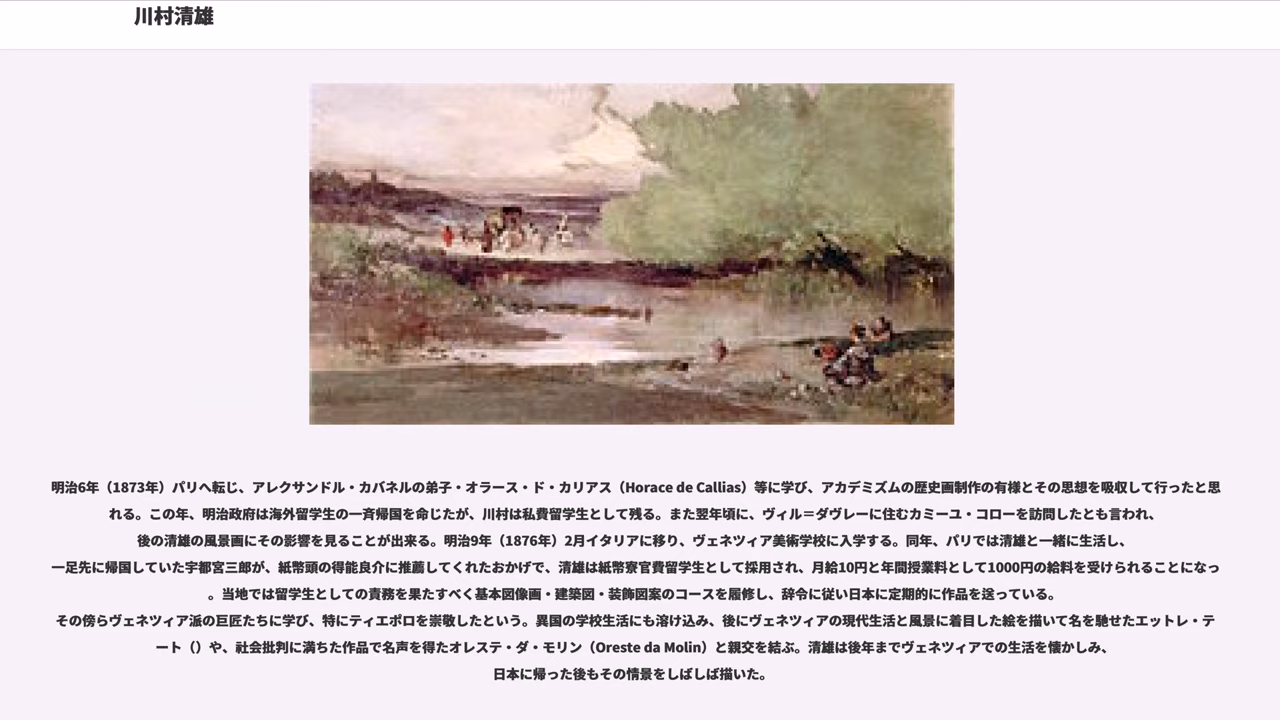 川村清雄
明治6年（1873年）パリへ転じ、アレクサンドル・カバネルの弟子・オラース・ド・カリアス（Horace de Callias）等に学び、アカデミズムの歴史画制作の有様とその思想を吸収して行ったと思
れる。この年、明治政府は海外留学生の一斉帰国を命じたが、川村は私費留学生として残る。また翌年頃に、ヴィル＝ダヴレーに住むカミーユ・コローを訪問したとも言われ、
後の清雄の風景画にその影響を見ることが出来る。明治9年（1876年）2月イタリアに移り、ヴェネツィア美術学校に入学する。同年、パリでは清雄と一緒に生活し、
一足先に帰国していた宇都宮三郎が、紙幣頭の得能良介に推薦してくれたおかげで、清雄は紙幣寮官費留学生として採用され、月給10円と年間授業料として1000円の給料を受けられることになっ
。当地では留学生としての責務を果たすべく基本図像画・建築図・装飾図案のコースを履修し、辞令に従い日本に定期的に作品を送っている。
その傍らヴェネツィア派の巨匠たちに学び、特にティエポロを崇敬したという。異国の学校生活にも溶け込み、後にヴェネツィアの現代生活と風景に着目した絵を描いて名を馳せたエットレ・テ
ート（）や、社会批判に満ちた作品で名声を得たオレステ・ダ・モリン（Oreste da Molin）と親交を結ぶ。清雄は後年までヴェネツィアでの生活を懐かしみ、
日本に帰った後もその情景をしばしば描いた。